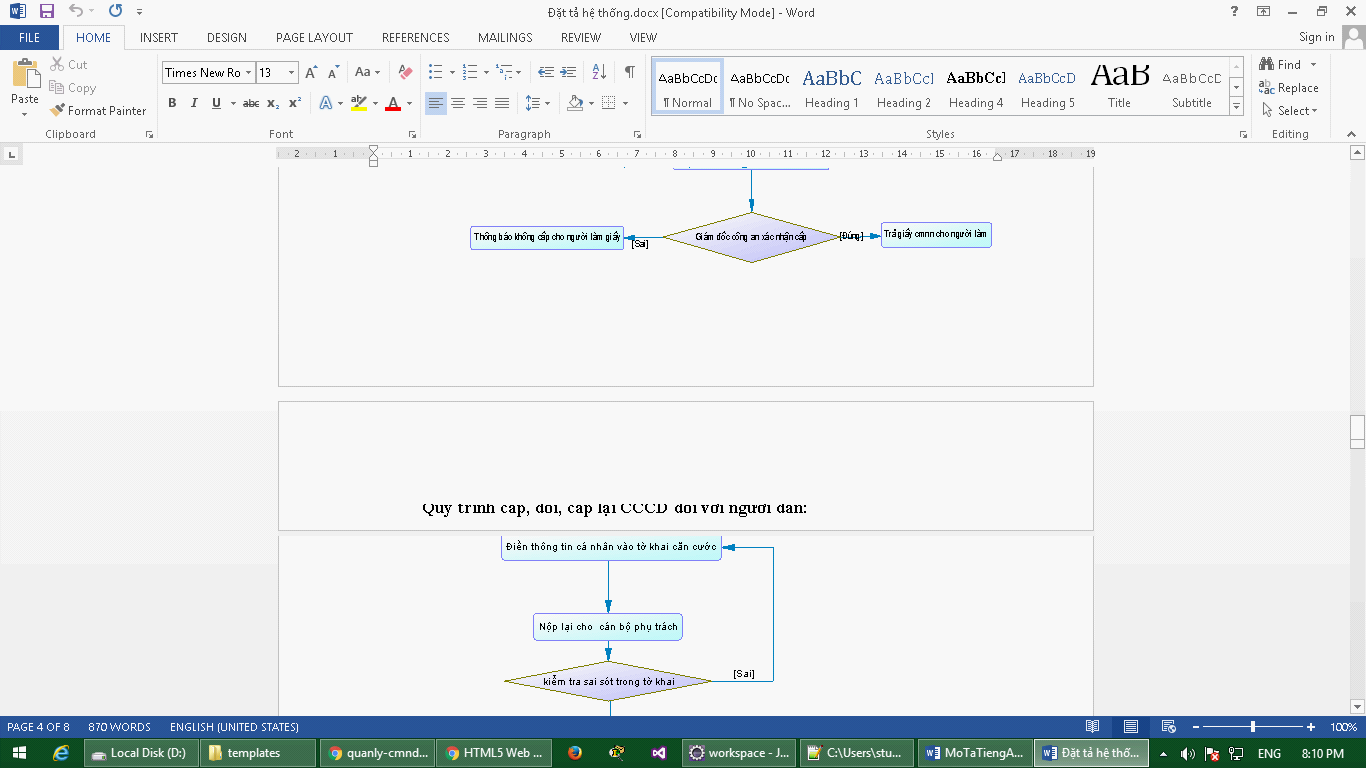 Đặt tả hệ thống.docx [Compatibility Mode] - Word
FILE HOME INSERT DESIGN PAGE LAYOUT REFERENCES MAILINGS REVIEW VIEW Sign in
Paste
Cut
Copy
Format Painter
Clipboard
Times New Ro 13
Font
Paragraph
AaBbCcDc AaBbCcDc AaBbC AaBbCcI AaBbCcI AaBbCcD AaB AaBbCcD
¶ Normal ¶ No Spac... Heading 1 Heading 2 Heading 4 Heading 5 Title Subtitle
Styles
Find
Replace
Select
Editing
2 1 1 2 3 4 5 6 7 8 9 10 11 12 13 14 15 16 17 18 19
Thông báo không cấp cho người làm giấy
[Sai]
Giám đốc công an xác nhận cấp
[Đúng]
Trả giấy cmnn cho người làm
Quy trình cấp, đổi, cấp lại CCCD đối với người dân:
Điền thông tin cá nhân vào tờ khai căn cước
Nộp lại cho cán bộ phụ trách
kiểm tra sai sót trong tờ khai
[Sai]
PAGE 4 OF 8 870 WORDS ENGLISH (UNITED STATES) 100%
Local Disk (D:) templates quanly-cmnd... HTML5 Web ... workspace - J... C:\Users\stu... MoTaTiengA... Đặt tả hệ thố... ENG 8:10 PM